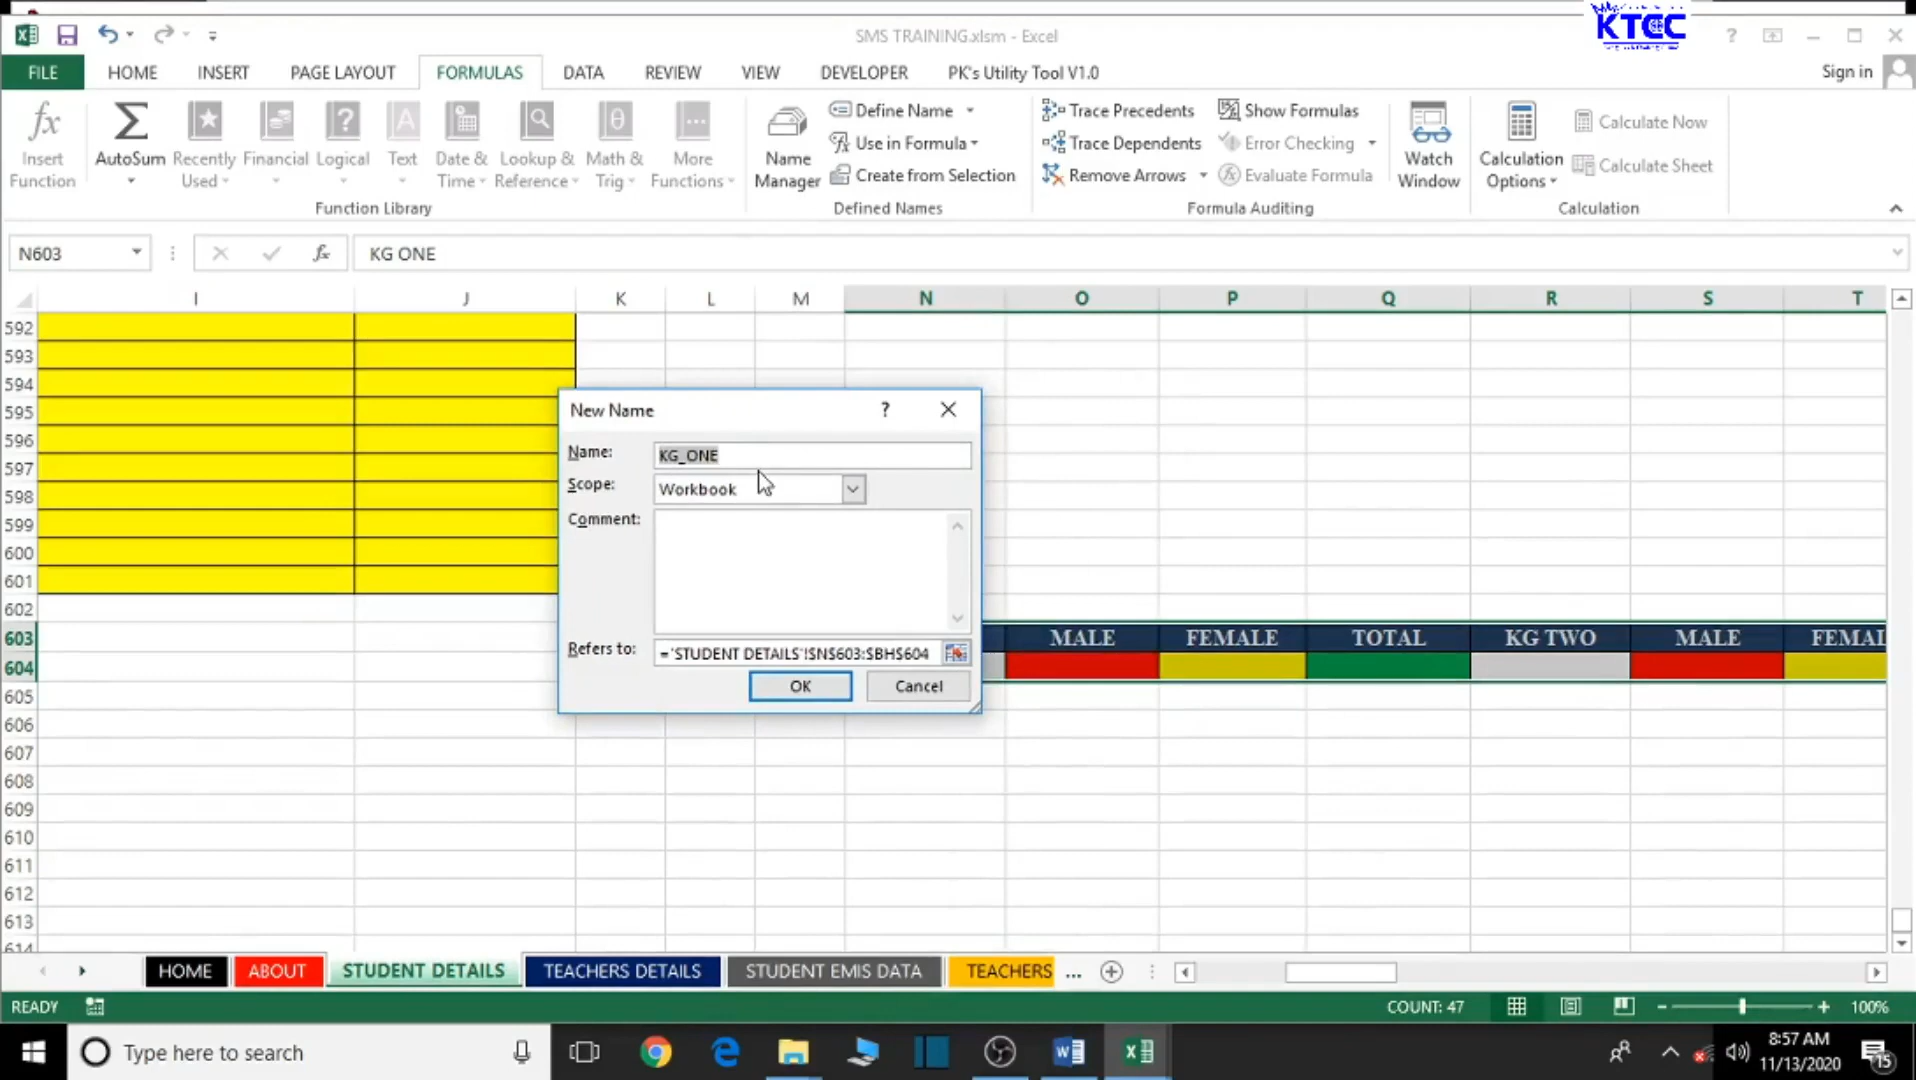 KTCC
SMS TRAINING.xlsm - Excel
FILE HOME INSERT PAGE LAYOUT FORMULAS DATA REVIEW VIEW DEVELOPER PK's Utility Tool V1.0 Sign in
Insert Function
AutoSum
Recently Used
Financial
Logical
Text
Date & Time
Lookup & Reference
Math & Trig
More Functions
Function Library
Name Manager
Define Name
Use in Formula
Create from Selection
Defined Names
Trace Precedents
Trace Dependents
Remove Arrows
Show Formulas
Error Checking
Evaluate Formula
Formula Auditing
Watch Window
Calculation Options
Calculate Now
Calculate Sheet
Calculation
N603 fx KG ONE
I J K L M N O P Q R S T
592
593
594
595
596
597
598
599
600
601
602
603 MALE FEMALE TOTAL KG TWO MALE FEMAL
604
605
606
607
608
609
610
611
612
613
614
New Name ?
Name: KG_ONE
Scope: Workbook
Comment:
Refers to: ='STUDENT DETAILS'!$N$603:$BH$604
OK Cancel
HOME ABOUT STUDENT DETAILS TEACHERS DETAILS STUDENT EMIS DATA TEACHERS ...
READY COUNT: 47 100%
Type here to search
8:57 AM
11/13/2020
15